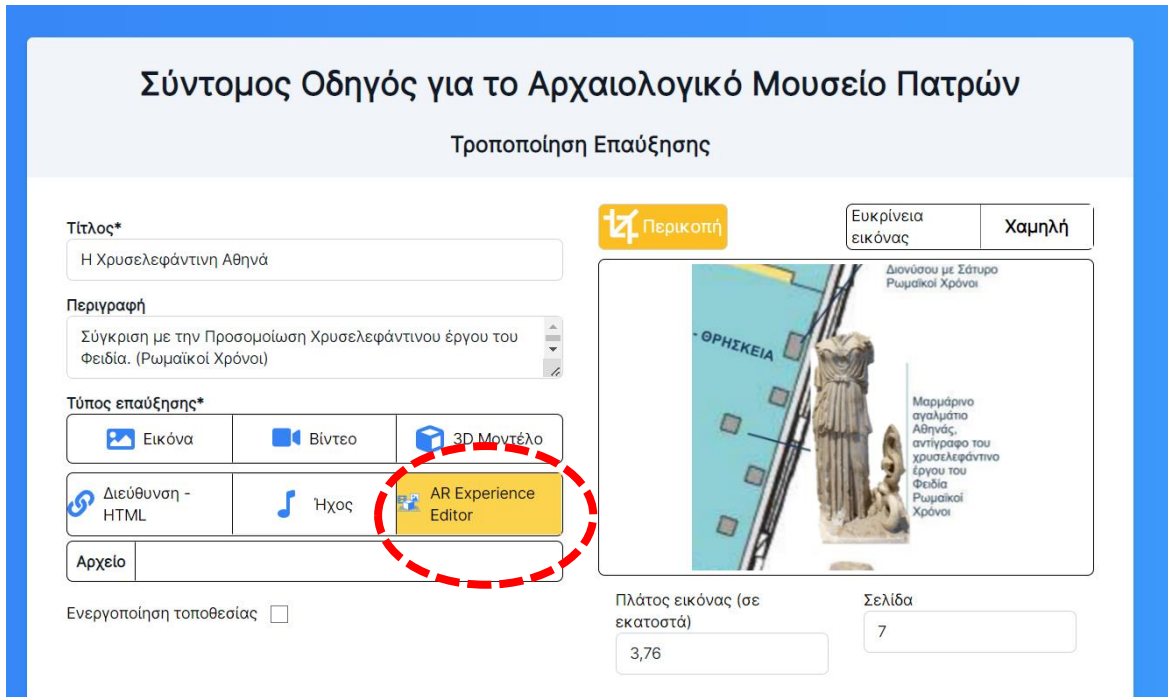 Σύντομος Οδηγός για το Αρχαιολογικό Μουσείο Πατρών
Τροποποίηση Επαύξησης
Τίτλος*
Η Χρυσελεφάντινη Αθηνά
Περιγραφή
Σύγκριση με την Προσομοίωση Χρυσελεφάντινου έργου του
Φειδία. (Ρωμαϊκοί Χρόνοι)
Τύπος επαύξησης*
Εικόνα
Βίντεο
3D Μοντέλο
Διεύθυνση -
HTML
Ήχος
AR Experience
Editor
Αρχείο
Ενεργοποίηση τοποθεσίας
Περικοπή
Ευκρίνεια
εικόνας
Χαμηλή
Διονύσου με Σάτυρο
Ρωμαϊκοί Χρόνοι
- ΘΡΗΣΚΕΙΑ
Μαρμάρινο
αγαλμάτιο
Αθηνάς,
αντίγραφο του
χρυσελεφάντινο
έργου του
Φειδία
Ρωμαϊκοί
Χρόνοι
Πλάτος εικόνας (σε
εκατοστά)
3,76
Σελίδα
7